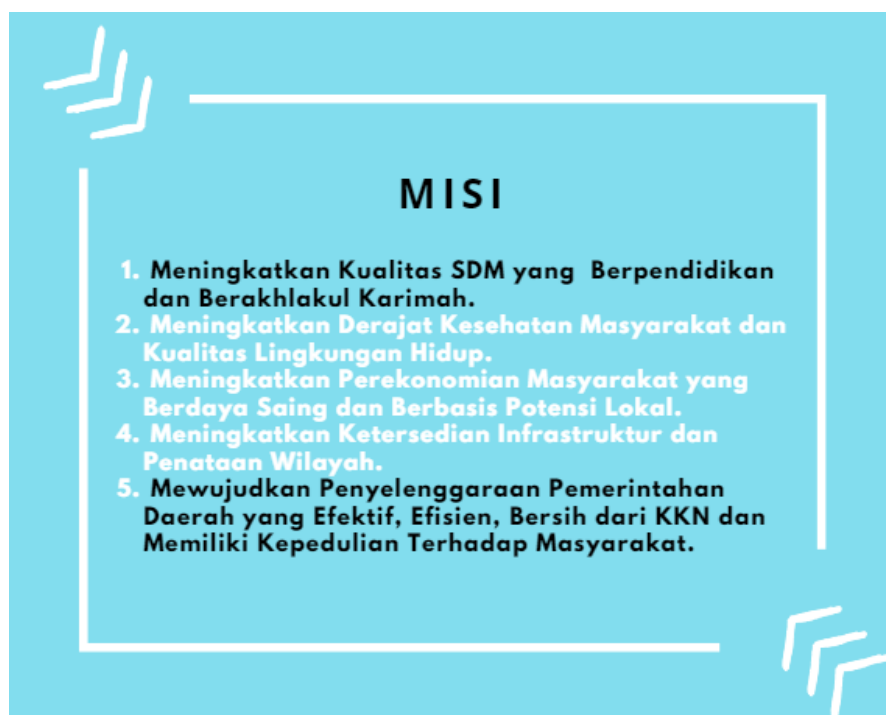 MISI
1. Meningkatkan Kualitas SDM yang Berpendidikan
dan Berakhlakul Karimah.
2. Meningkatkan Derajat Kesehatan Masyarakat dan
Kualitas Lingkungan Hidup.
3. Meningkatkan Perekonomian Masyarakat yang
Berdaya Saing dan Berbasis Potensi Lokal.
4. Meningkatkan Ketersedian Infrastruktur dan
Penataan Wilayah.
5. Mewujudkan Penyelenggaraan Pemerintahan
Daerah yang Efektif, Efisien, Bersih dari KKN dan
Memiliki Kepedulian Terhadap Masyarakat.